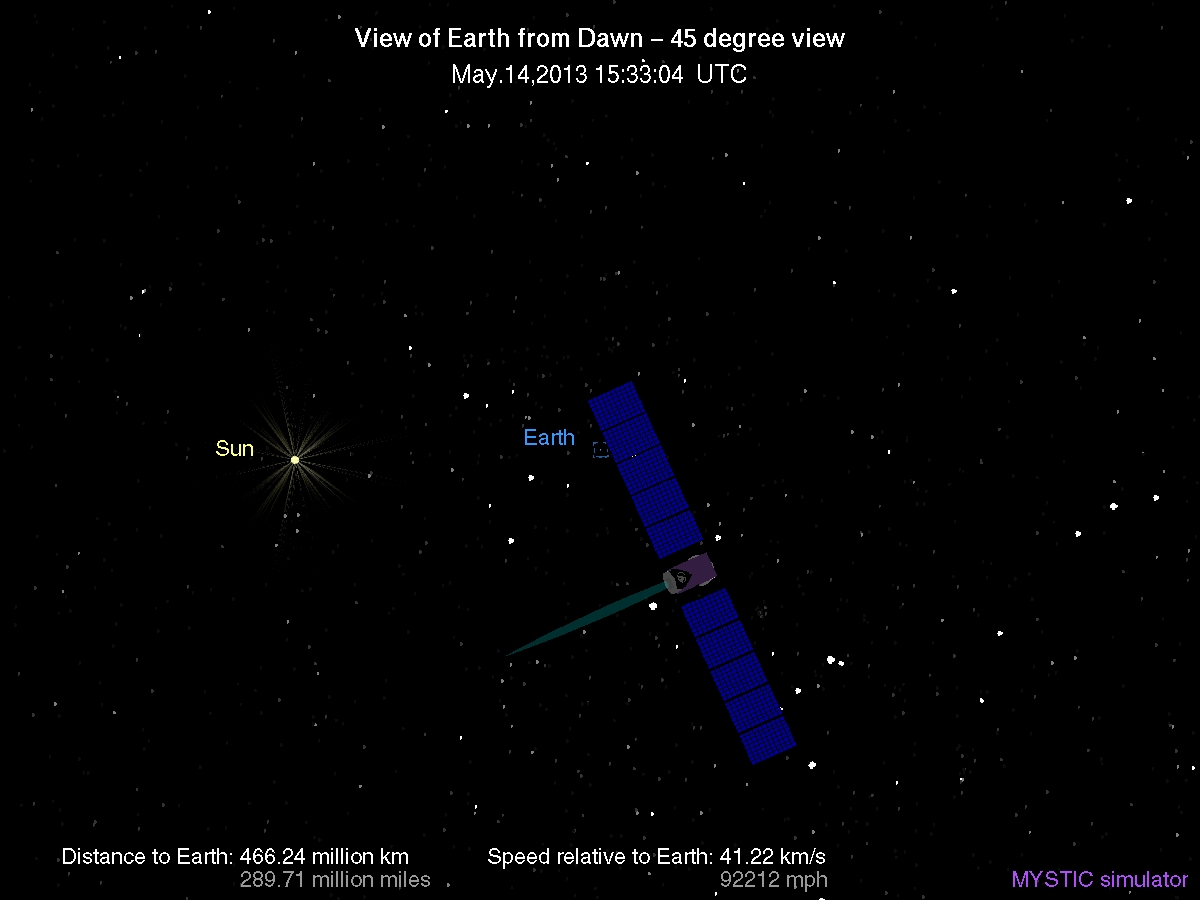 View of Earth from Dawn – 45 degree view
May.14,2013 15:33:04 UTC
Sun
Earth
Distance to Earth: 466.24 million km
289.71 million miles
Speed relative to Earth: 41.22 km/s
92212 mph
MYSTIC simulator